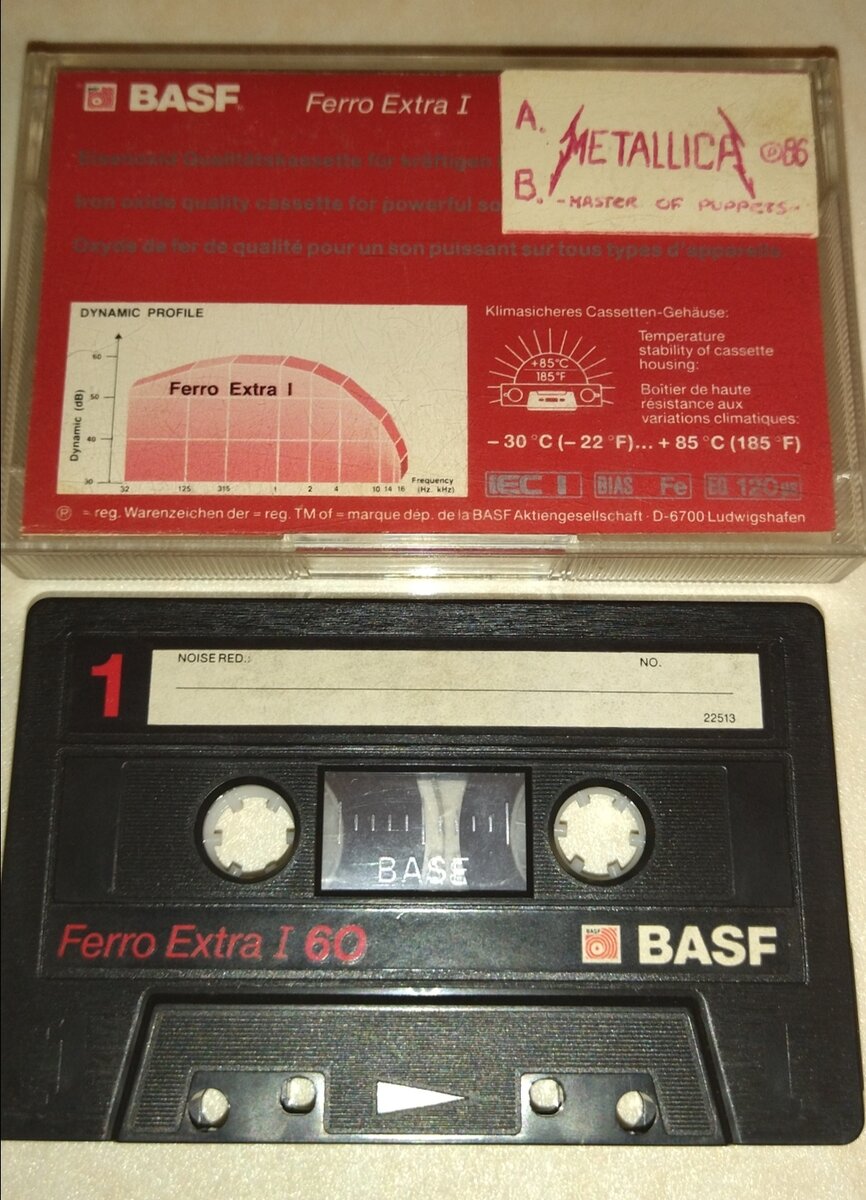 BASF
Ferro Extra I
A.
METALLICA ℗86
B.
-MASTER OF PUPPETS-
Eisenoxid Qualitätskassette für kräftigen
Iron oxide quality cassette for powerful so
Oxyde de fer de qualité pour un son puissant sur tous types d'appareils.
DYNAMIC PROFILE
Dynamic (dB)
60
50
40
30
Ferro Extra I
32 125 315 1 2 4 10 14 16
Frequency
(Hz, kHz)
Klimasicheres Cassetten-Gehäuse:
+85°C
185°F
Temperature
stability of cassette
housing:
Boîtier de haute
résistance aux
variations climatiques:
– 30 °C (– 22 °F)... + 85 °C (185 °F)
IEC I BIAS Fe EQ 120 µs
℗ = reg. Warenzeichen der = reg. TM of = marque dép. de la BASF Aktiengesellschaft · D-6700 Ludwigshafen
1
NOISE RED.:
NO.
22513
BASF
Ferro Extra I 60
BASF
BASF